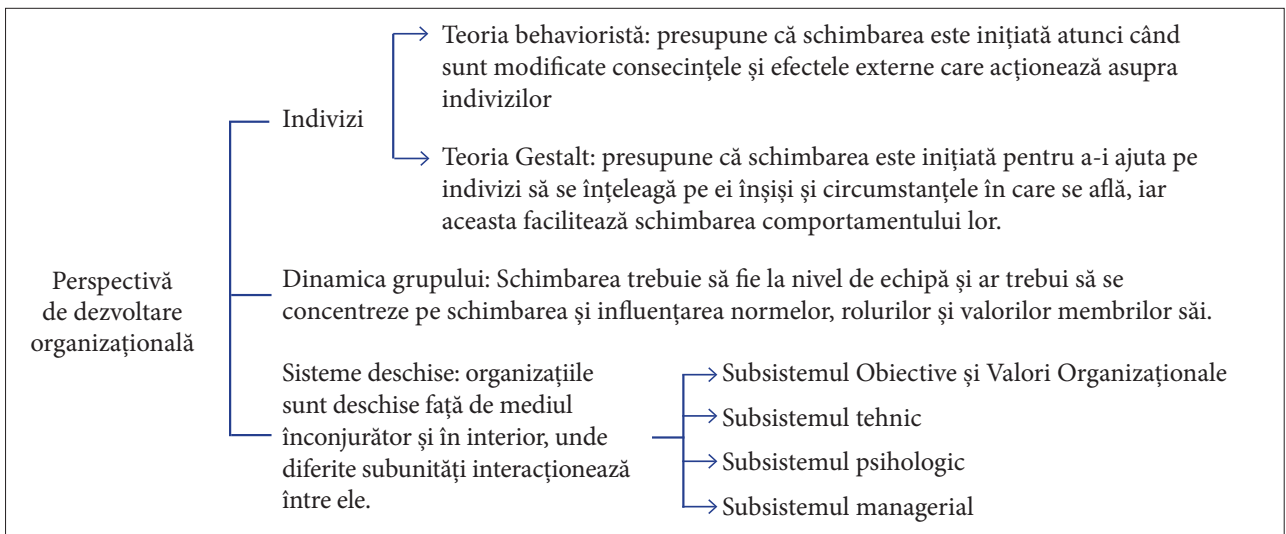 Teoria behavioristă: presupune că schimbarea este inițiată atunci când
sunt modificate consecințele și efectele externe care acționează asupra
indivizilor
Indivizi
Teoria Gestalt: presupune că schimbarea este inițiată pentru a-i ajuta pe
indivizi să se înțeleagă pe ei înșiși și circumstanțele în care se află, iar
aceasta facilitează schimbarea comportamentului lor.
Perspectivă
de dezvoltare
organizațională
Dinamica grupului: Schimbarea trebuie să fie la nivel de echipă și ar trebui să se
concentreze pe schimbarea și influențarea normelor, rolurilor și valorilor membrilor săi.
Sisteme deschise: organizațiile
sunt deschise față de mediul
înconjurător și în interior, unde
diferite subunități interacționează
între ele.
Subsistemul Obiective și Valori Organizaționale
Subsistemul tehnic
Subsistemul psihologic
Subsistemul managerial